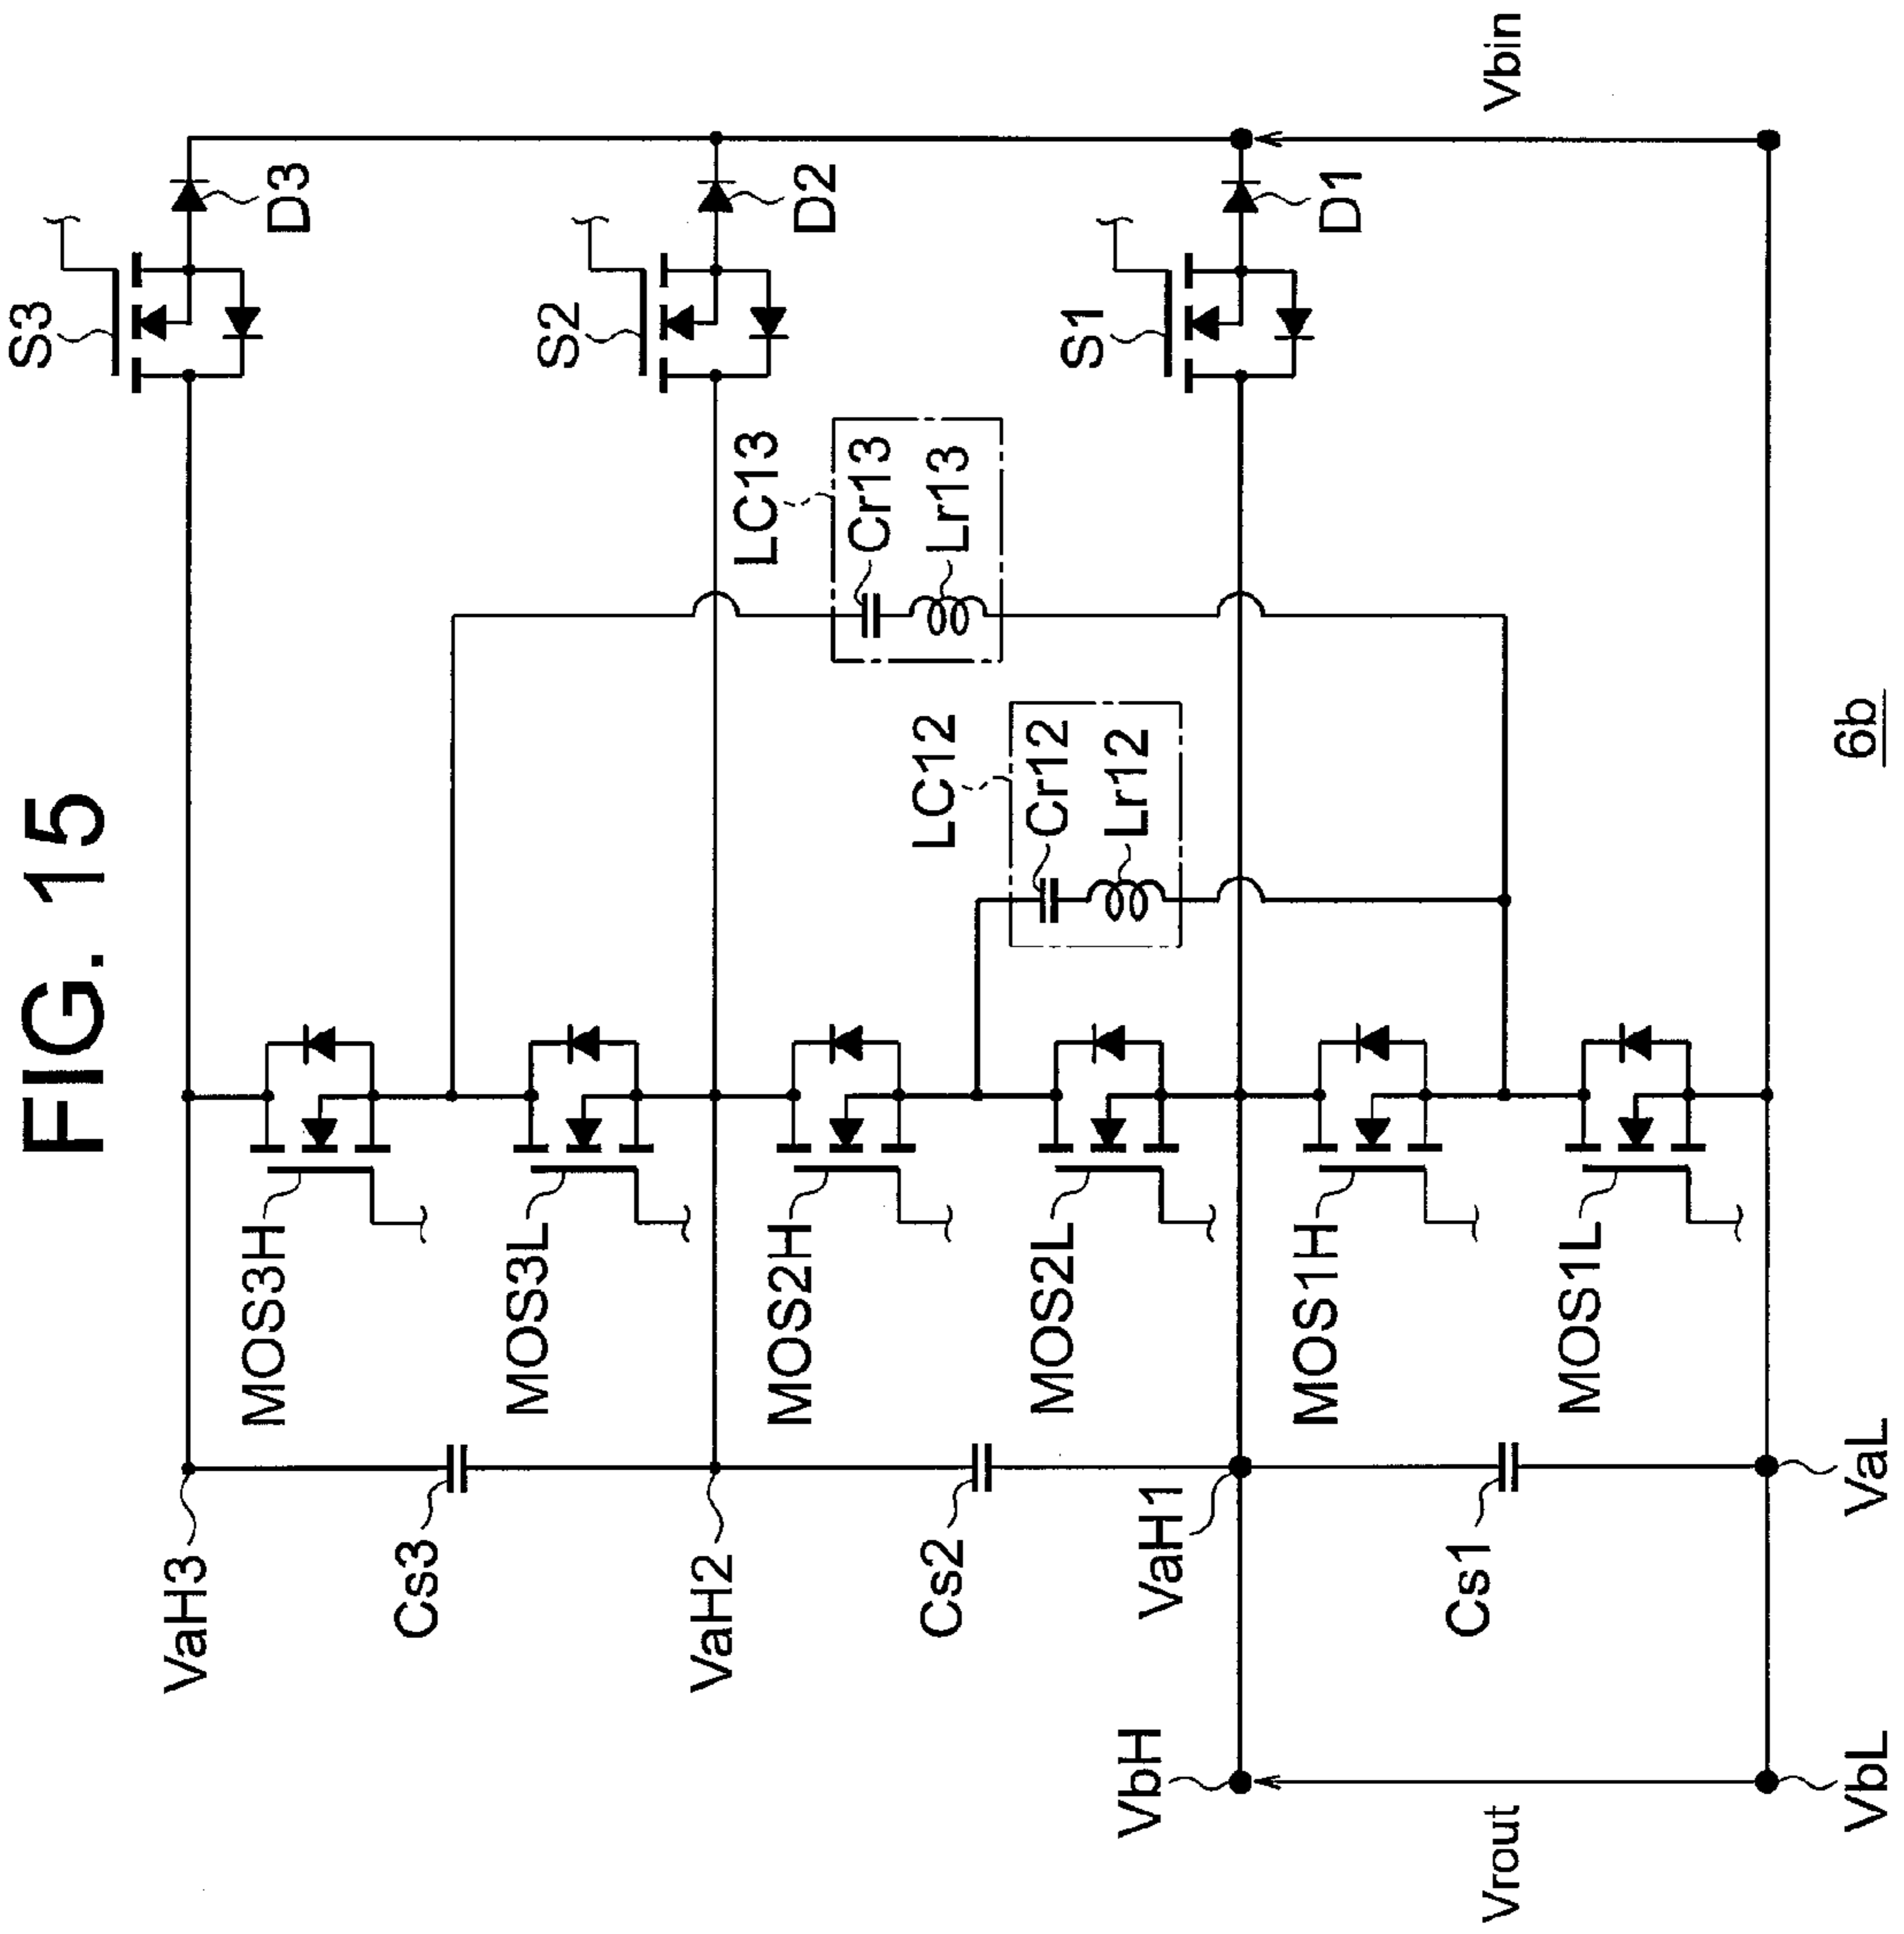 FIG. 15
S3
D3
S2
D2
S1
D1
Vbin
LC13
Cr13
Lr13
LC12
Cr12
Lr12
6b
MOS3H
MOS3L
MOS2H
MOS2L
MOS1H
MOS1L
VaH3
Cs3
VaH2
Cs2
VaH1
Cs1
VaL
VbH
Vrout
VbL